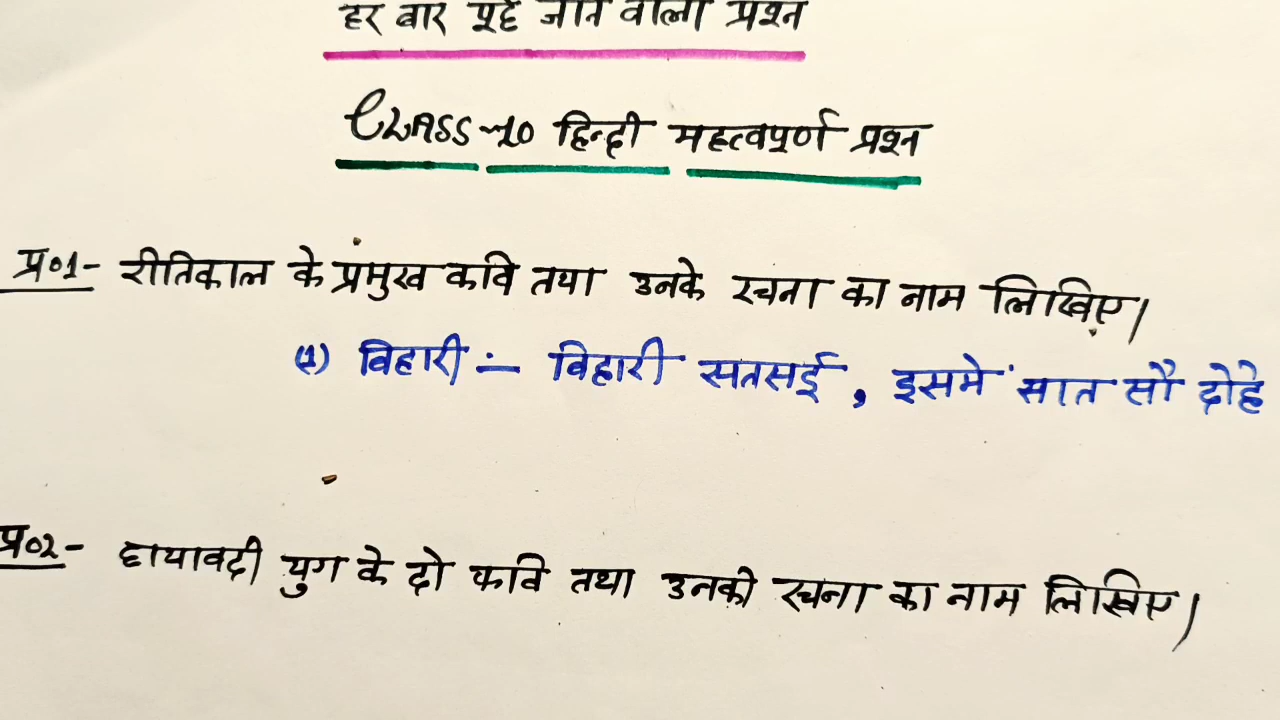 हर बार पूछे जाने वाला प्रश्न
CLASS-10 हिन्दी महत्वपूर्ण प्रश्न
प्र०1- रीतिकाल के प्रमुख कवि तथा उनके रचना का नाम लिखिए।
(1) विहारी :- विहारी सतसई, इसमें सात सौ दोहे
प्र०2- छायावदी युग के दो कवि तथा उनकी रचना का नाम लिखिए।